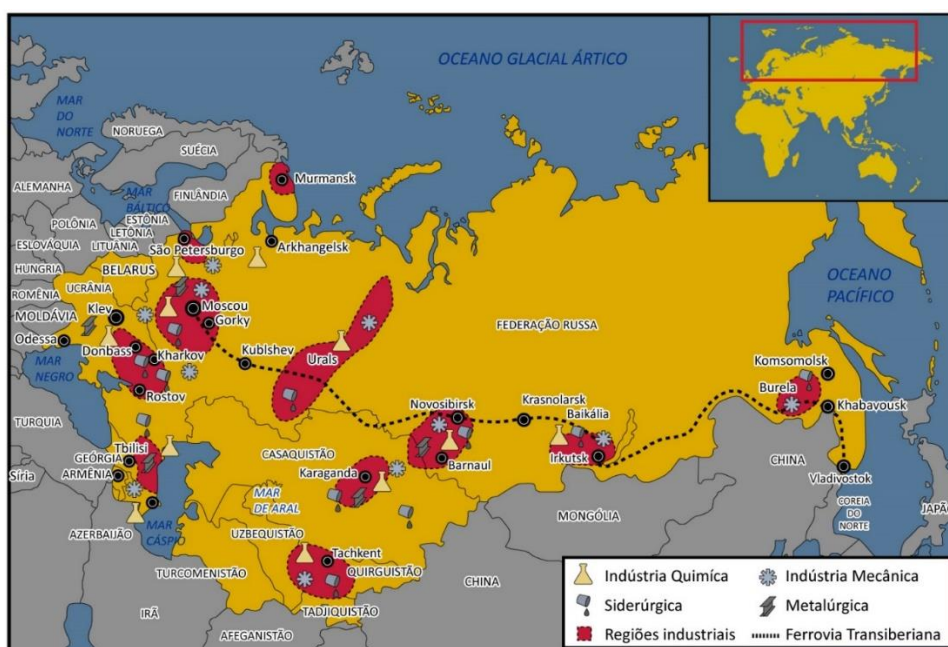 OCEANO GLACIAL ÁRTICO
MAR
DO
NORTE
NORUEGA
SUÉCIA
Murmansk
ALEMANHA
MAR
BÁLTICO
FINLÂNDIA
ESTÔNIA
POLÔNIA
LETÔNIA
LITUÂNIA
São Petersburgo
Arkhangelsk
ESLOVÁQUIA
HUNGRIA
BELARUS
UCRÂNIA
ROMÊNIA
MOLDÁVIA
Klev
Moscou
Gorky
OCEANO
PACÍFICO
FEDERAÇÃO RUSSA
Odessa
Donbass
Kharkov
Kublshev
Urals
MAR
NEGRO
Rostov
Komsomolsk
Burela
Khabavousk
Novosibirsk
Krasnolarsk
Baikália
TURQUIA
Tbilisi
GEÓRGIA
ARMÊNIA
CASAQUISTÃO
Karaganda
Barnaul
Irkutsk
CHINA
Vladivostok
Síria
MAR
DE ARAL
MONGÓLIA
COREIA
DO
NORTE
JAPÃO
AZERBAIJÃO
MAR
CÁSPIO
UZBEQUISTÃO
Tachkent
QUIRGUISTÃO
TURCOMENISTÃO
CHINA
IRÃ
TADJIQUISTÃO
AFEGANISTÃO
Indústria Quimíca
Indústria Mecânica
Siderúrgica
Metalúrgica
Regiões industriais
Ferrovia Transiberiana